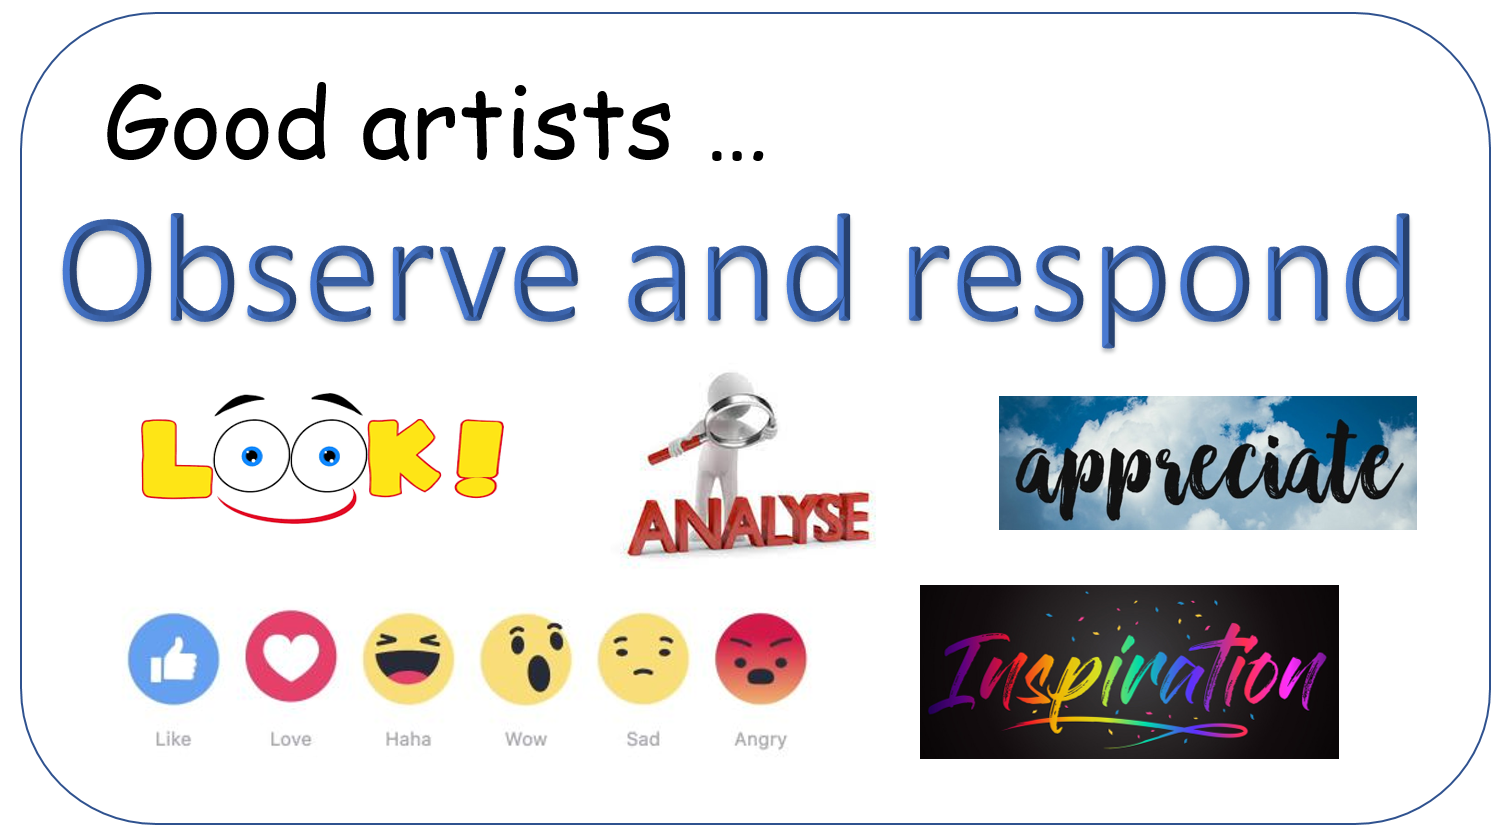 Good artists ...
Observe and respond
LOOK!
ANALYSE
appreciate
Like Love Haha Wow Sad Angry
Inspiration